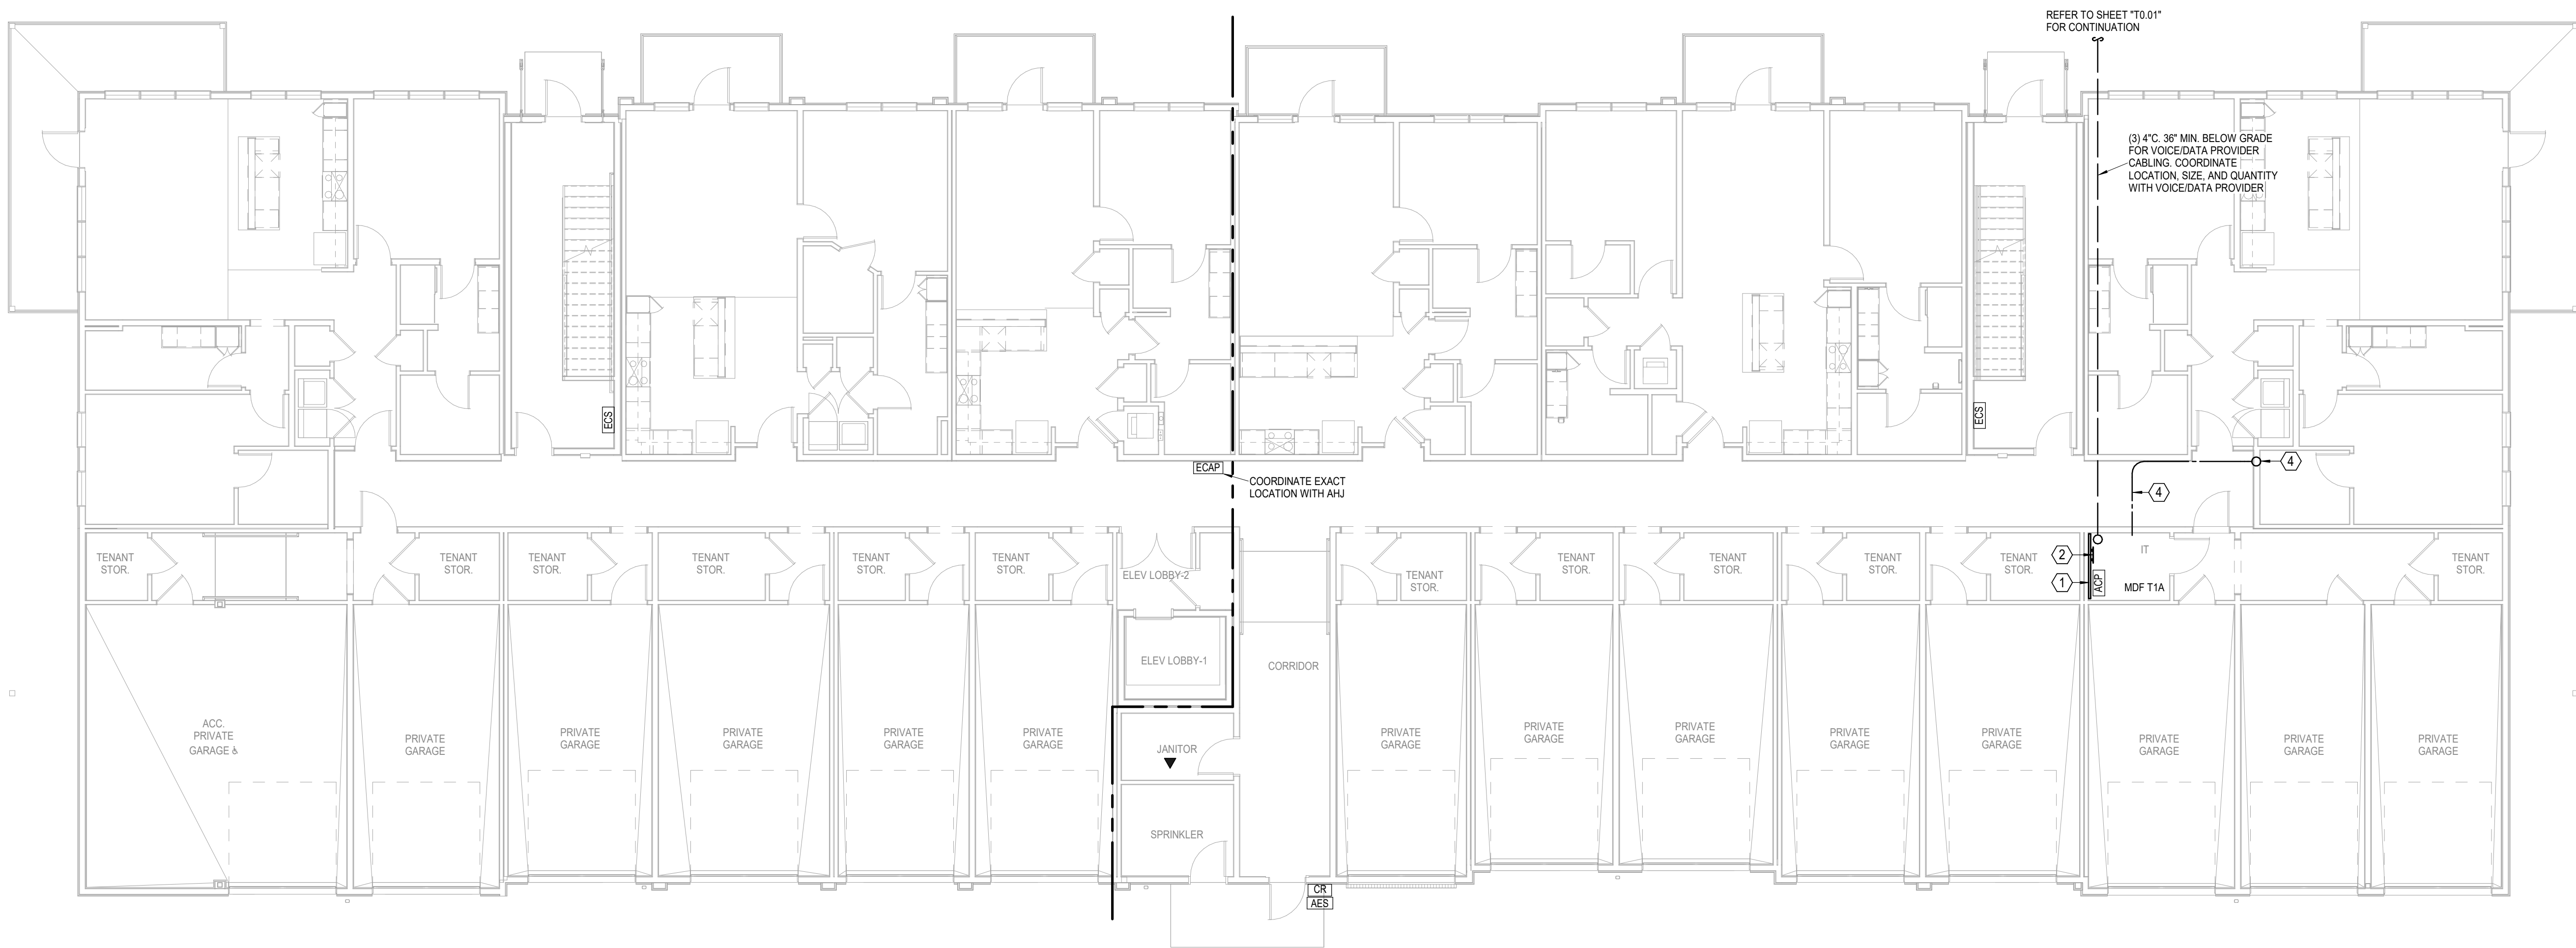 REFER TO SHEET "T0.01"
FOR CONTINUATION
(3) 4"C. 36" MIN. BELOW GRADE
FOR VOICE/DATA PROVIDER
CABLING. COORDINATE
LOCATION, SIZE, AND QUANTITY
WITH VOICE/DATA PROVIDER
ECS
ECS
ECAP
COORDINATE EXACT
LOCATION WITH AHJ
4
4
TENANT
STOR.
TENANT
STOR.
TENANT
STOR.
TENANT
STOR.
TENANT
STOR.
TENANT
STOR.
ELEV LOBBY-2
TENANT
STOR.
TENANT
STOR.
TENANT
STOR.
TENANT
STOR.
TENANT
STOR.
2
1
ACP
IT
MDF T1A
TENANT
STOR.
ELEV LOBBY-1
CORRIDOR
ACC.
PRIVATE
GARAGE ♿
PRIVATE
GARAGE
PRIVATE
GARAGE
PRIVATE
GARAGE
PRIVATE
GARAGE
PRIVATE
GARAGE
JANITOR
PRIVATE
GARAGE
PRIVATE
GARAGE
PRIVATE
GARAGE
PRIVATE
GARAGE
PRIVATE
GARAGE
PRIVATE
GARAGE
PRIVATE
GARAGE
PRIVATE
GARAGE
SPRINKLER
CR
AES